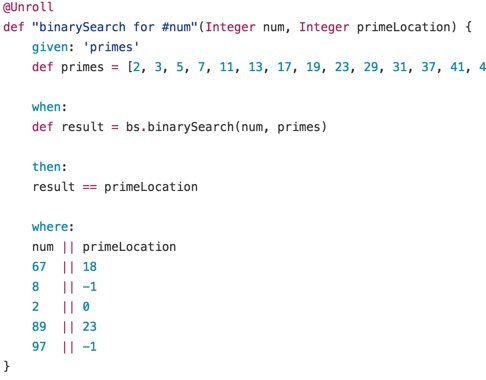 @Unroll
def "binarySearch for #num"(Integer num, Integer primeLocation) {
    given: 'primes'
    def primes = [2, 3, 5, 7, 11, 13, 17, 19, 23, 29, 31, 37, 41, 4
    when:
    def result = bs.binarySearch(num, primes)
    then:
    result == primeLocation
    where:
    num || primeLocation
    67  || 18
    8   || -1
    2   || 0
    89  || 23
    97  || -1
}